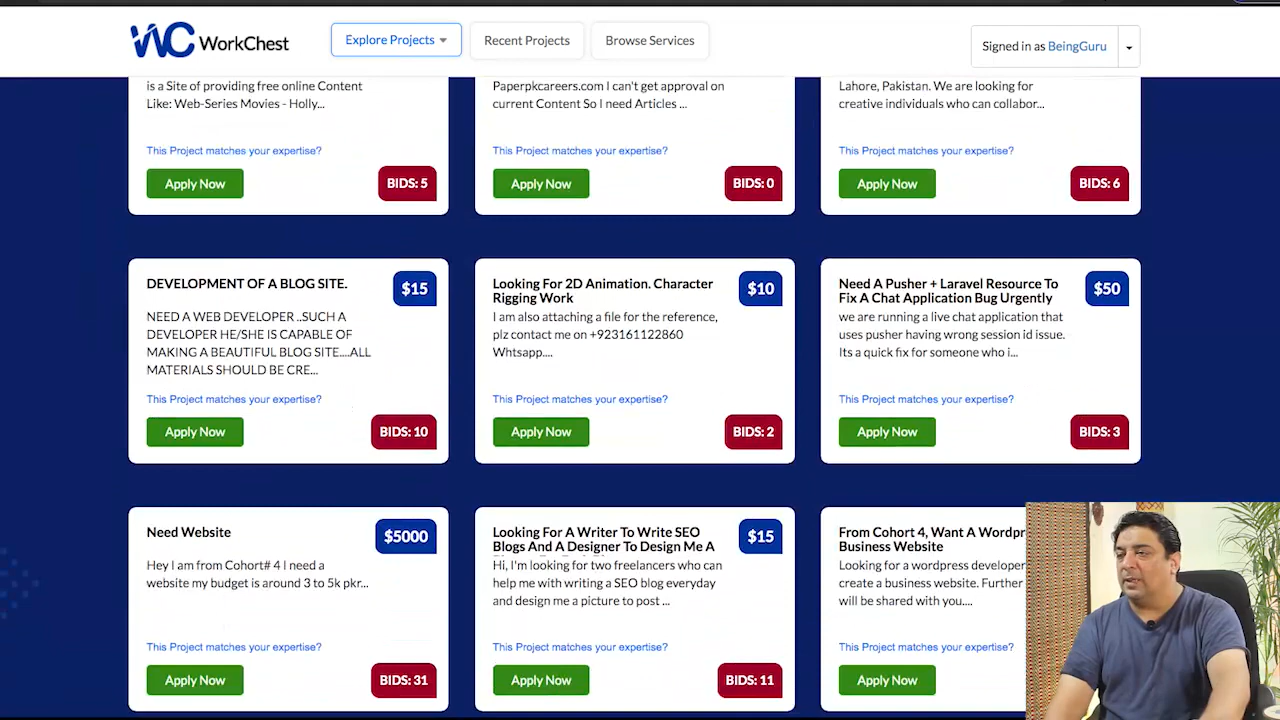 WC WorkChest
Explore Projects
Recent Projects
Browse Services
Signed in as BeingGuru
is a Site of providing free online Content
Like: Web-Series Movies - Holly...
This Project matches your expertise?
Apply Now
BIDS: 5
Paperpkcareers.com I can't get approval on
current Content So I need Articles ...
This Project matches your expertise?
Apply Now
BIDS: 0
Lahore, Pakistan. We are looking for
creative individuals who can collabor...
This Project matches your expertise?
Apply Now
BIDS: 6
DEVELOPMENT OF A BLOG SITE.
$15
NEED A WEB DEVELOPER ..SUCH A
DEVELOPER HE/SHE IS CAPABLE OF
MAKING A BEAUTIFUL BLOG SITE....ALL
MATERIALS SHOULD BE CRE...
This Project matches your expertise?
Apply Now
BIDS: 10
Looking For 2D Animation. Character
Rigging Work
$10
I am also attaching a file for the reference,
plz contact me on +923161122860
Whtsapp....
This Project matches your expertise?
Apply Now
BIDS: 2
Need A Pusher + Laravel Resource To
Fix A Chat Application Bug Urgently
$50
we are running a live chat application that
uses pusher having wrong session id issue.
Its a quick fix for someone who i...
This Project matches your expertise?
Apply Now
BIDS: 3
Need Website
$5000
Hey I am from Cohort# 4 I need a
website my budget is around 3 to 5k pkr...
This Project matches your expertise?
Apply Now
BIDS: 31
Looking For A Writer To Write SEO
Blogs And A Designer To Design Me A
$15
Hi, I'm looking for two freelancers who can
help me with writing a SEO blog everyday
and design me a picture to post ...
This Project matches your expertise?
Apply Now
BIDS: 11
From Cohort 4, Want A Wordpr
Business Website
Looking for a wordpress developer
create a business website. Further
will be shared with you....
This Project matches your expertise?
Apply Now